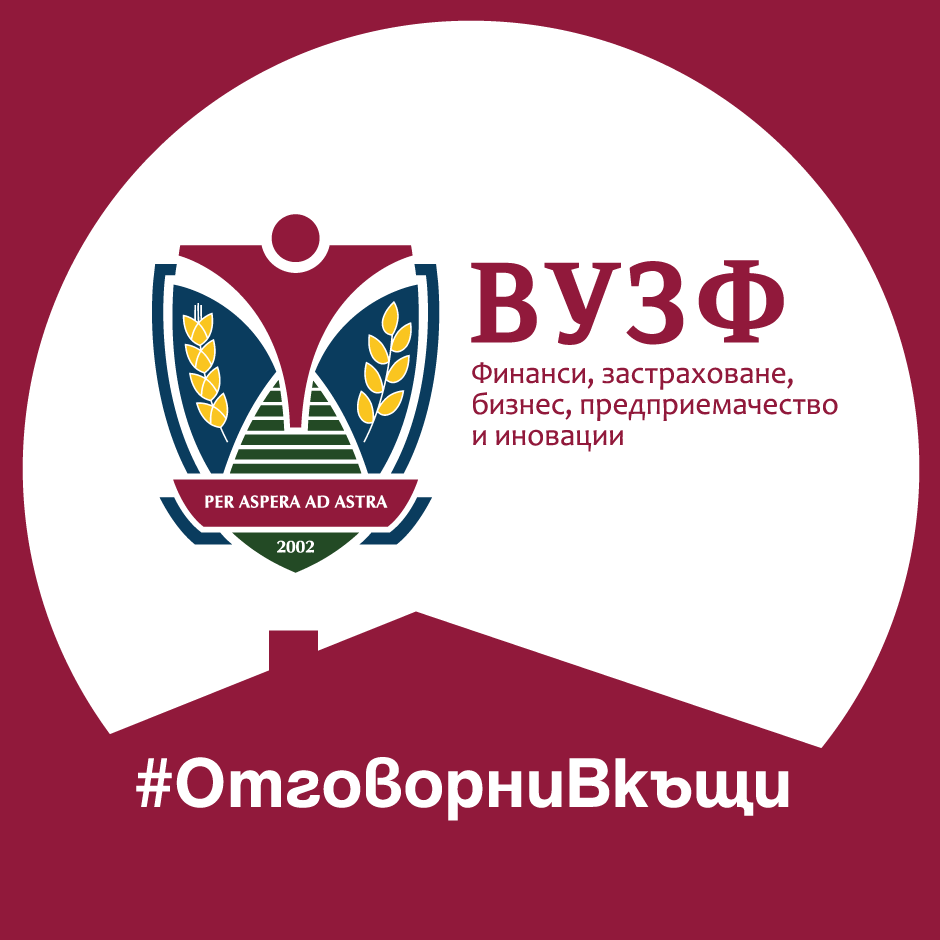 ВУЗФ
Финанси, застраховане,
бизнес, предприемачество
и иновации
PER ASPERA AD ASTRA
2002
#ОтговорниВкъщи